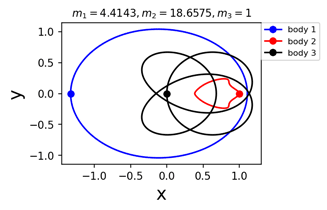 m₁ = 4.4143, m₂ = 18.6575, m₃ = 1
body 1
body 2
body 3
y
1.0
0.5
0.0
−0.5
−1.0
−1.0 −0.5 0.0 0.5 1.0
x